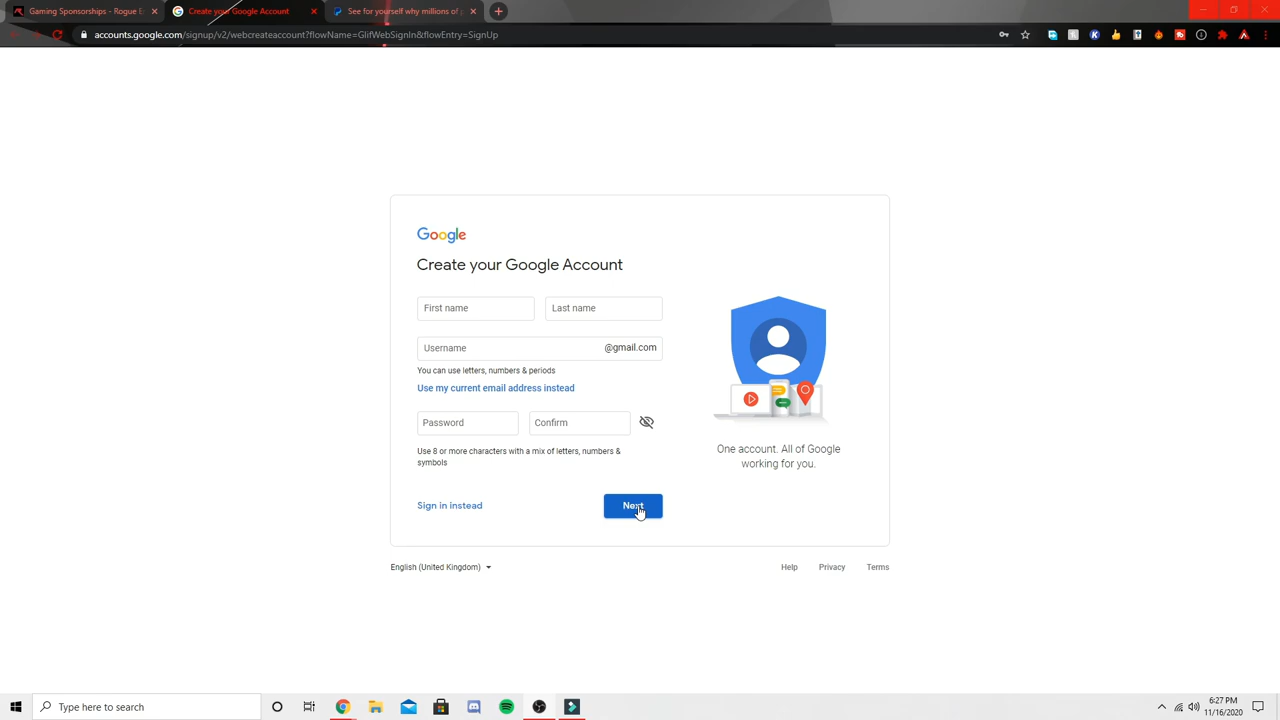 Gaming Sponsorships - Rogue E
Create your Google Account
See for yourself why millions of p
accounts.google.com/signup/v2/webcreateaccount?flowName=GlifWebSignIn&flowEntry=SignUp
Google
Create your Google Account
First name
Last name
Username
@gmail.com
You can use letters, numbers & periods
Use my current email address instead
Password
Confirm
Use 8 or more characters with a mix of letters, numbers &
symbols
One account. All of Google
working for you.
Sign in instead
Next
English (United Kingdom)
Help
Privacy
Terms
Type here to search
6:27 PM
11/16/2020